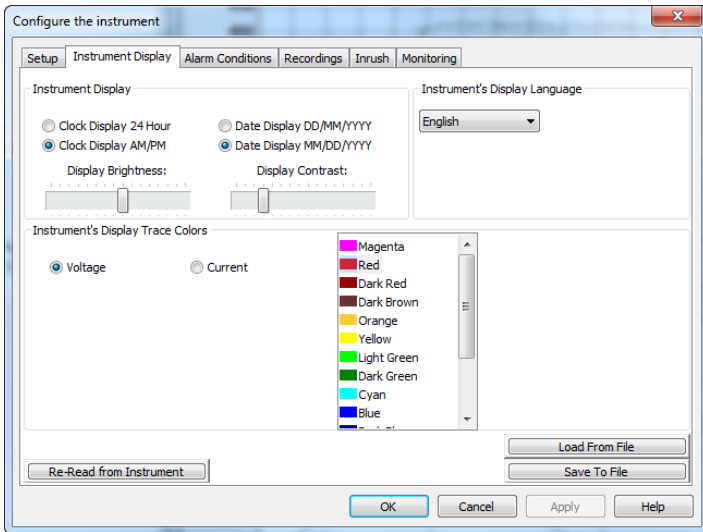 Configure the instrument
Setup Instrument Display Alarm Conditions Recordings Inrush Monitoring
Instrument Display
Instrument's Display Language
Clock Display 24 Hour
Date Display DD/MM/YYYY
English
Clock Display AM/PM
Date Display MM/DD/YYYY
Display Brightness:
Display Contrast:
Instrument's Display Trace Colors
Voltage
Current
Magenta
Red
Dark Red
Dark Brown
Orange
Yellow
Light Green
Dark Green
Cyan
Blue
Load From File
Re-Read from Instrument
Save To File
OK
Cancel
Apply
Help